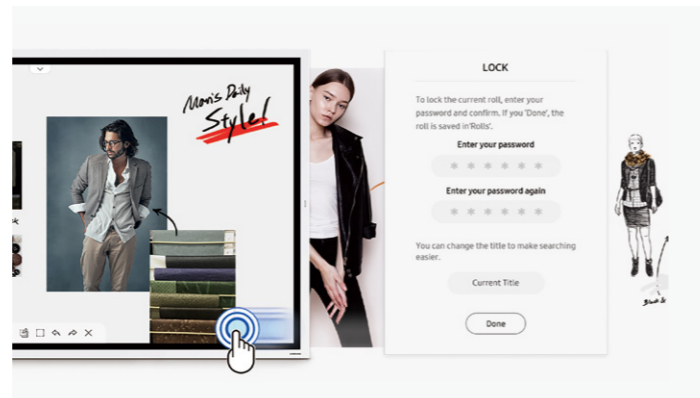 Man's Daily
Style!
LOCK
To lock the current roll, enter your
password and confirm. If you 'Done', the
roll is saved in'Rolls'.
Enter your password
* * * * * *
Enter your password again
* * * * * *
You can change the title to make searching
easier.
Current Title
Done